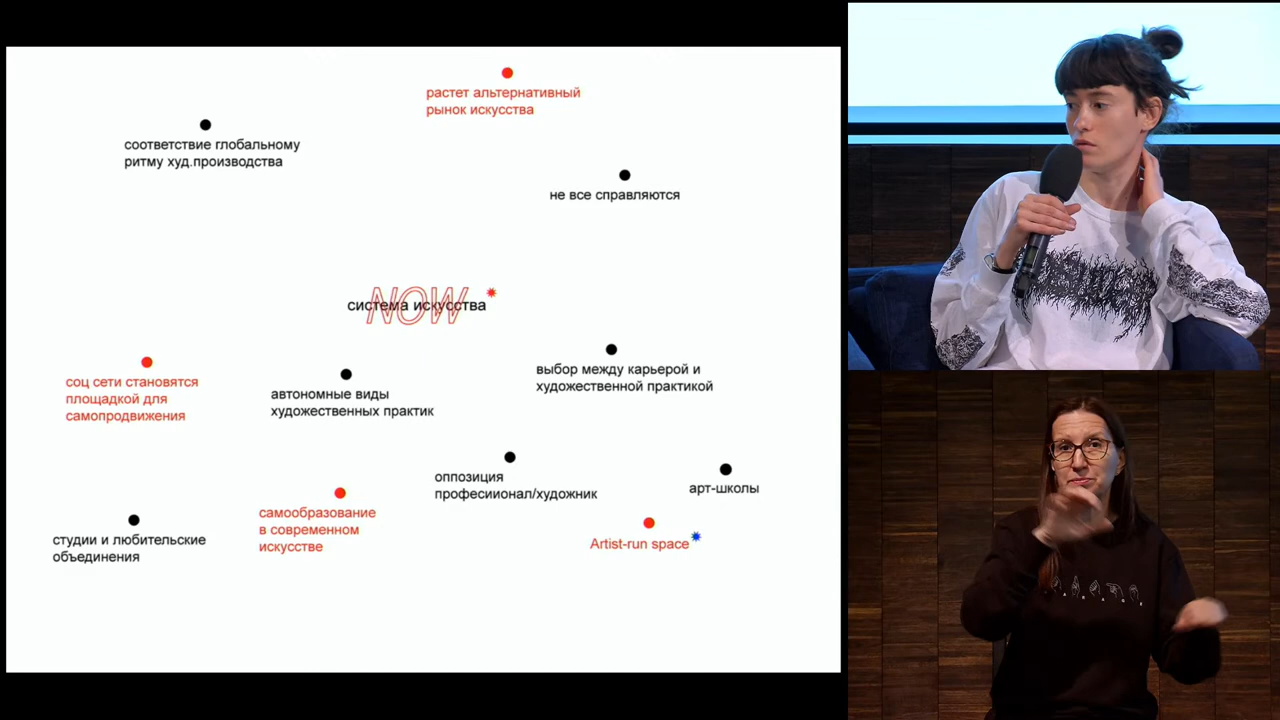 растет альтернативный
рынок искусства
соответствие глобальному
ритму худ.производства
не все справляются
система искусства
NOW
соц сети становятся
площадкой для
самопродвижения
автономные виды
художественных практик
выбор между карьерой и
художественной практикой
оппозиция
професиионал/художник
арт-школы
самообразование
в современном
искусстве
студии и любительские
объединения
Artist-run space